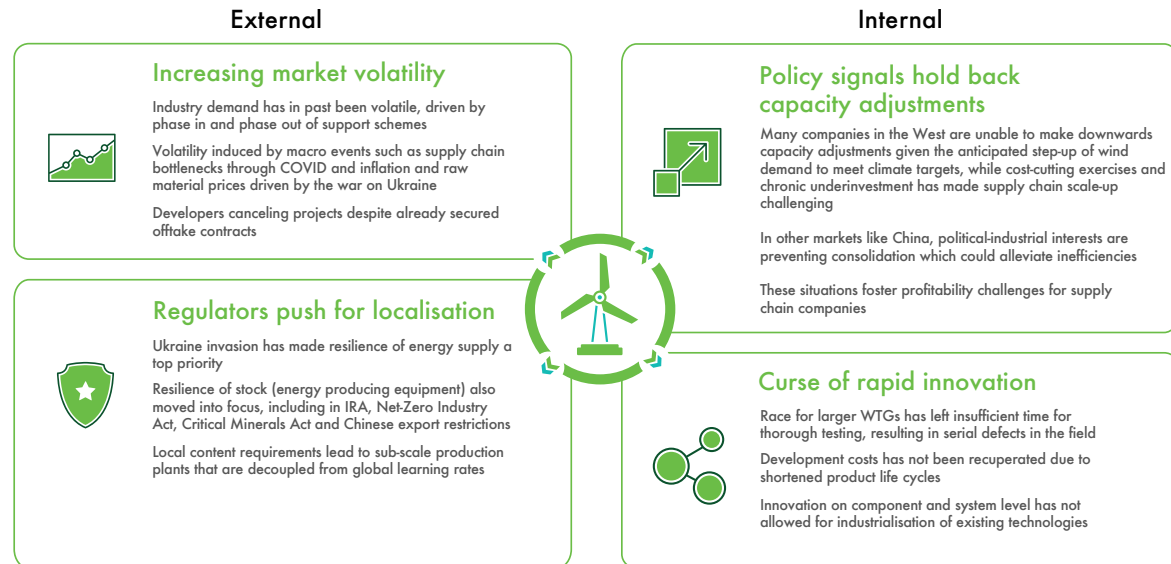 External
Increasing market volatility
Industry demand has in past been volatile, driven by
phase in and phase out of support schemes
Volatility induced by macro events such as supply chain
bottlenecks through COVID and inflation and raw
material prices driven by the war on Ukraine
Developers canceling projects despite already secured
offtake contracts
Regulators push for localisation
Ukraine invasion has made resilience of energy supply a
top priority
Resilience of stock (energy producing equipment) also
moved into focus, including in IRA, Net-Zero Industry
Act, Critical Minerals Act and Chinese export restrictions
Local content requirements lead to sub-scale production
plants that are decoupled from global learning rates
Internal
Policy signals hold back
capacity adjustments
Many companies in the West are unable to make downwards
capacity adjustments given the anticipated step-up of wind
demand to meet climate targets, while cost-cutting exercises and
chronic underinvestment has made supply chain scale-up
challenging
In other markets like China, political-industrial interests are
preventing consolidation which could alleviate inefficiencies
These situations foster profitability challenges for supply
chain companies
Curse of rapid innovation
Race for larger WTGs has left insufficient time for
thorough testing, resulting in serial defects in the field
Development costs has not been recuperated due to
shortened product life cycles
Innovation on component and system level has not
allowed for industrialisation of existing technologies